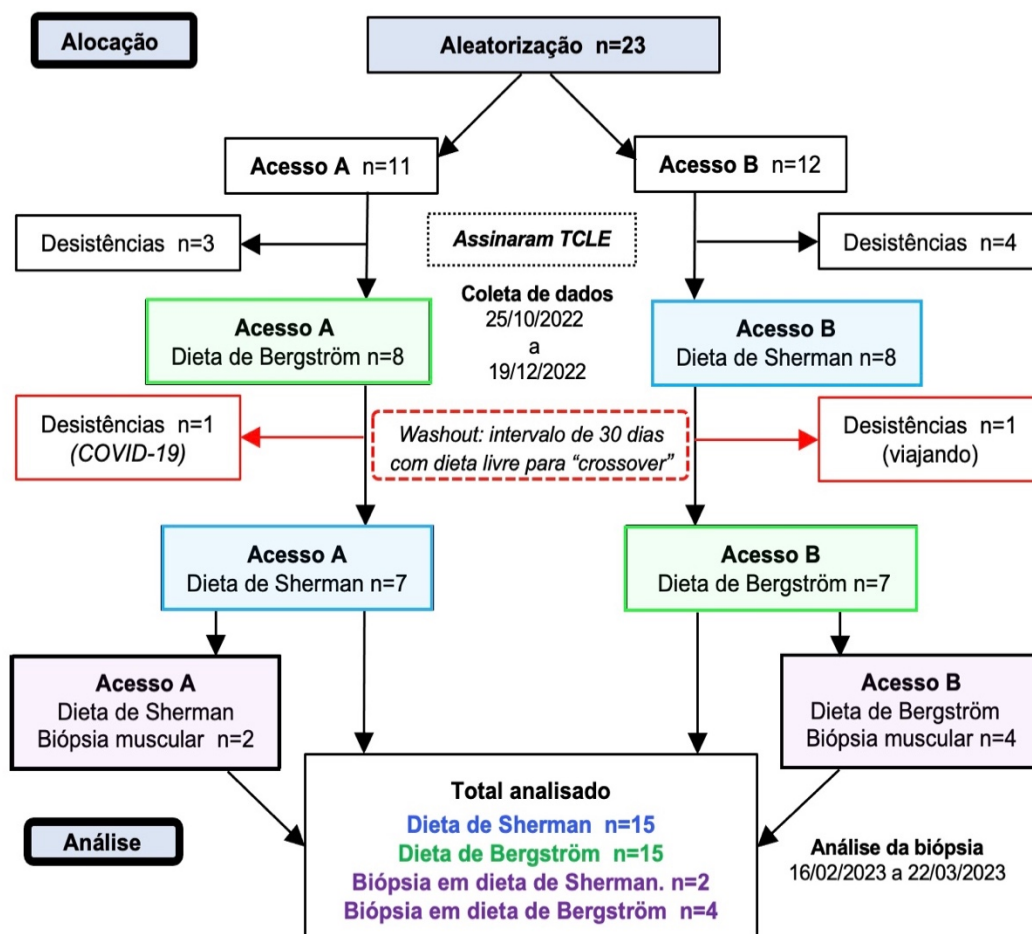 Alocação
Aleatorização n=23
Acesso A n=11
Acesso B n=12
Desistências n=3
Assinaram TCLE
Desistências n=4
Coleta de dados
25/10/2022
a
19/12/2022
Acesso A
Dieta de Bergström n=8
Acesso B
Dieta de Sherman n=8
Desistências n=1
(COVID-19)
Washout: intervalo de 30 dias
com dieta livre para “crossover”
Desistências n=1
(viajando)
Acesso A
Dieta de Sherman n=7
Acesso B
Dieta de Bergström n=7
Acesso A
Dieta de Sherman
Biópsia muscular n=2
Acesso B
Dieta de Bergström
Biópsia muscular n=4
Total analisado
Dieta de Sherman n=15
Dieta de Bergström n=15
Biópsia em dieta de Sherman. n=2
Biópsia em dieta de Bergström n=4
Análise
Análise da biópsia
16/02/2023 a 22/03/2023